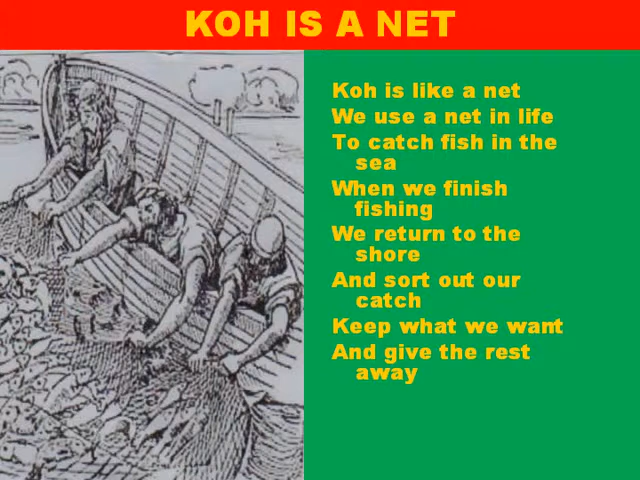 KOH IS A NET
Koh is like a net
We use a net in life
To catch fish in the
sea
When we finish
fishing
We return to the
shore
And sort out our
catch
Keep what we want
And give the rest
away